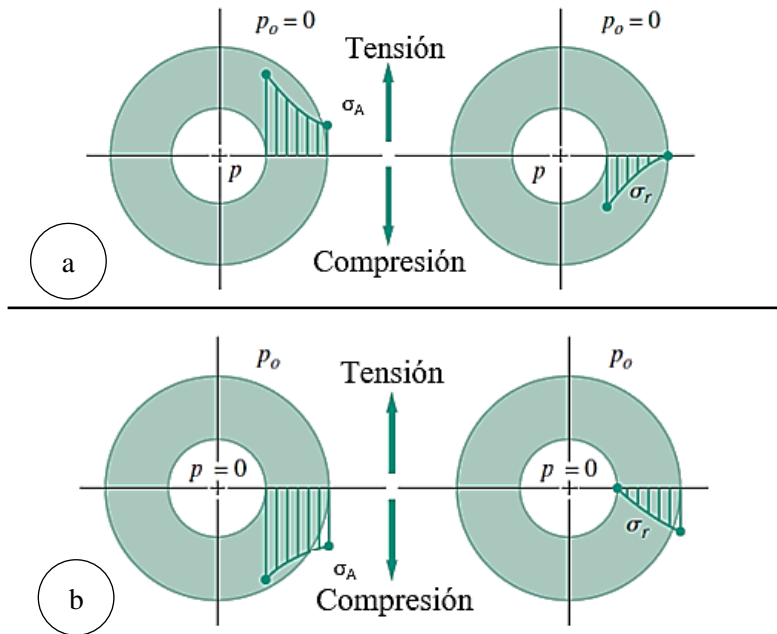 p_o = 0
p_o = 0
Tensión
σ_A
p
p
σ_r
Compresión
a
p_o
p_o
Tensión
p = 0
p = 0
σ_r
σ_A
Compresión
b